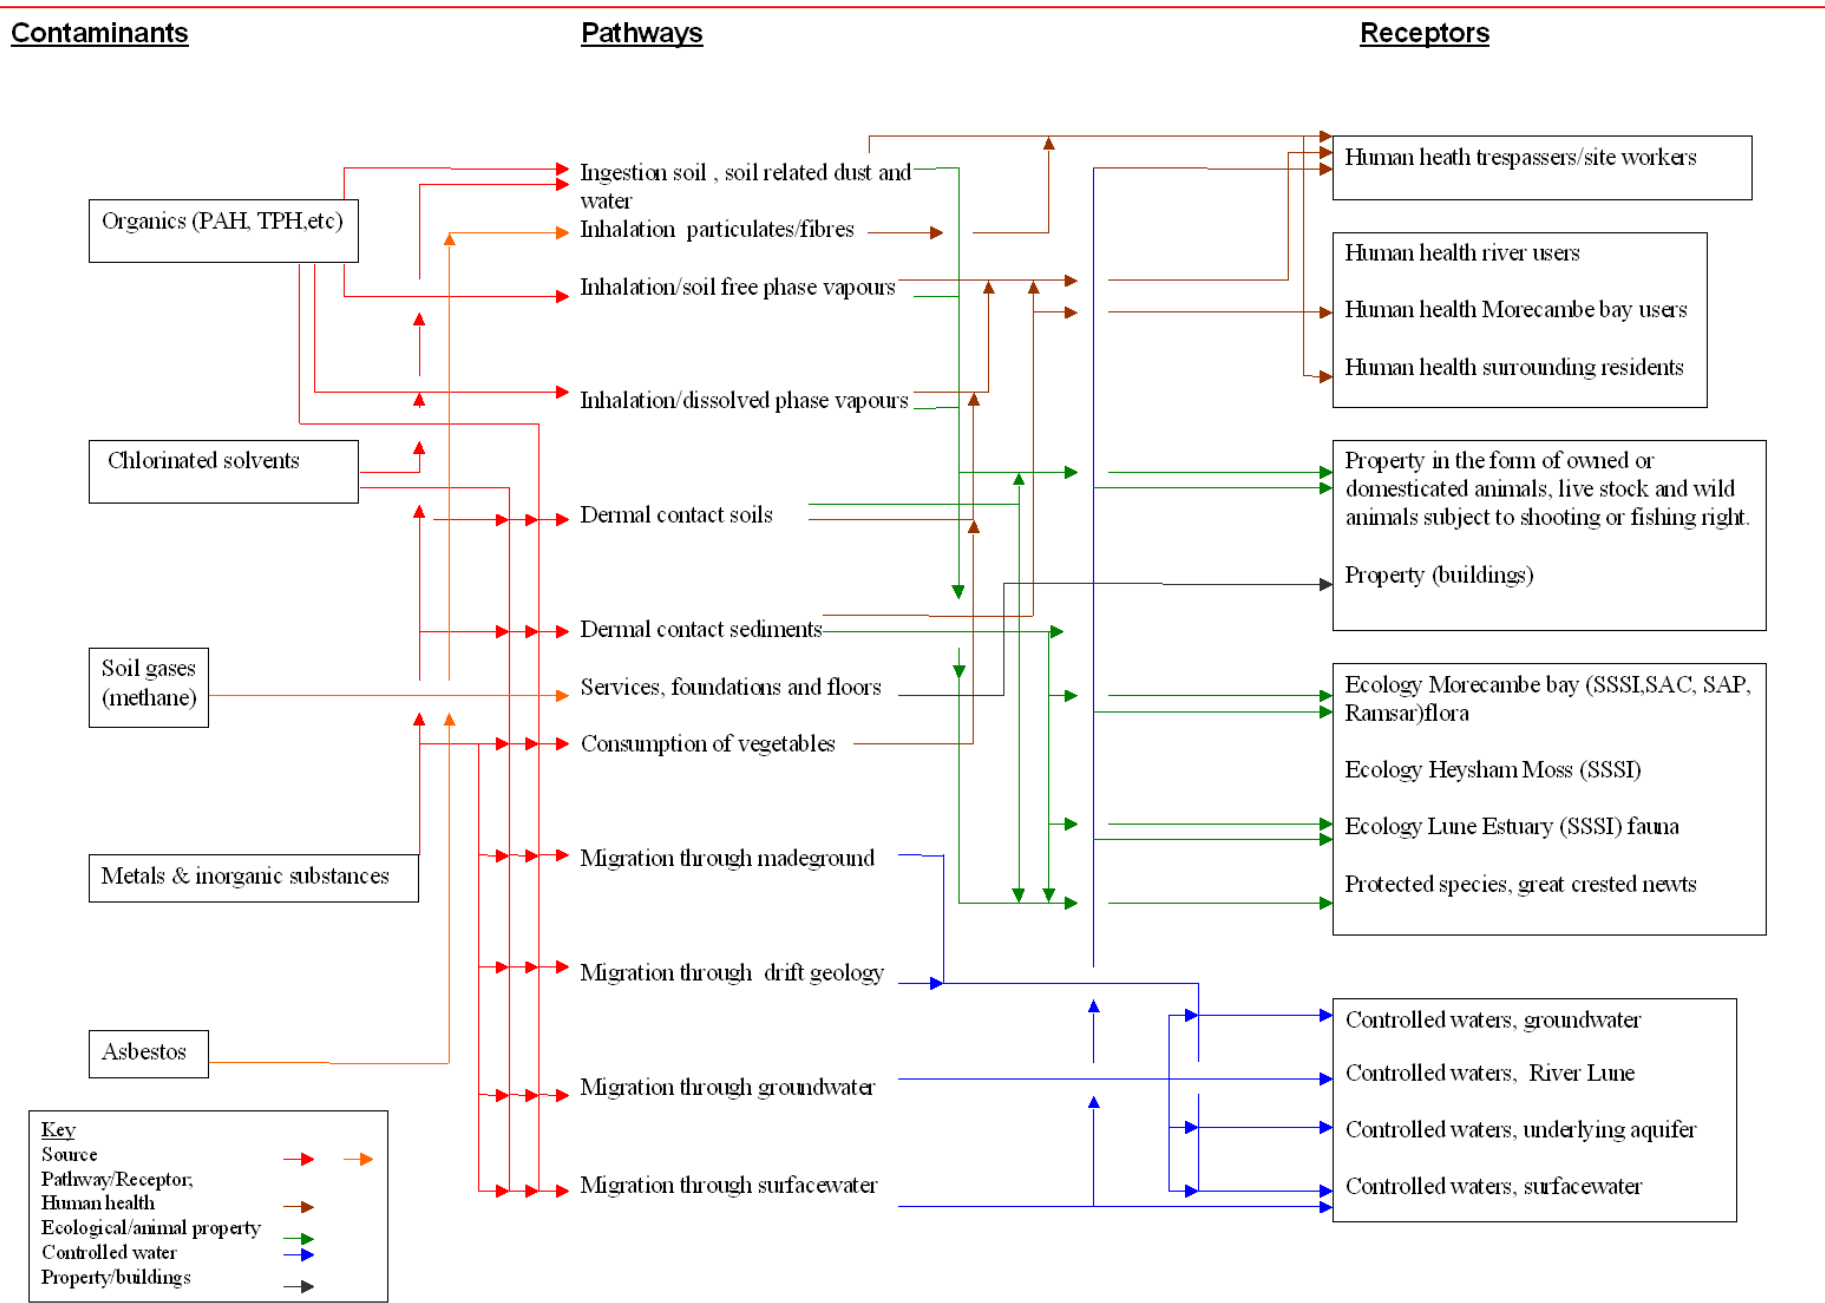 Contaminants
Pathways
Receptors
Organics (PAH, TPH,etc)
Chlorinated solvents
Soil gases
(methane)
Metals & inorganic substances
Asbestos
Key
Source
Pathway/Receptor;
Human health
Ecological/animal property
Controlled water
Property/buildings
Ingestion soil , soil related dust and
water
Inhalation particulates/fibres
Inhalation/soil free phase vapours
Inhalation/dissolved phase vapours
Dermal contact soils
Dermal contact sediments
Services, foundations and floors
Consumption of vegetables
Migration through madeground
Migration through drift geology
Migration through groundwater
Migration through surfacewater
Human heath trespassers/site workers
Human health river users
Human health Morecambe bay users
Human health surrounding residents
Property in the form of owned or
domesticated animals, live stock and wild
animals subject to shooting or fishing right.
Property (buildings)
Ecology Morecambe bay (SSSI,SAC, SAP,
Ramsar)flora
Ecology Heysham Moss (SSSI)
Ecology Lune Estuary (SSSI) fauna
Protected species, great crested newts
Controlled waters, groundwater
Controlled waters, River Lune
Controlled waters, underlying aquifer
Controlled waters, surfacewater